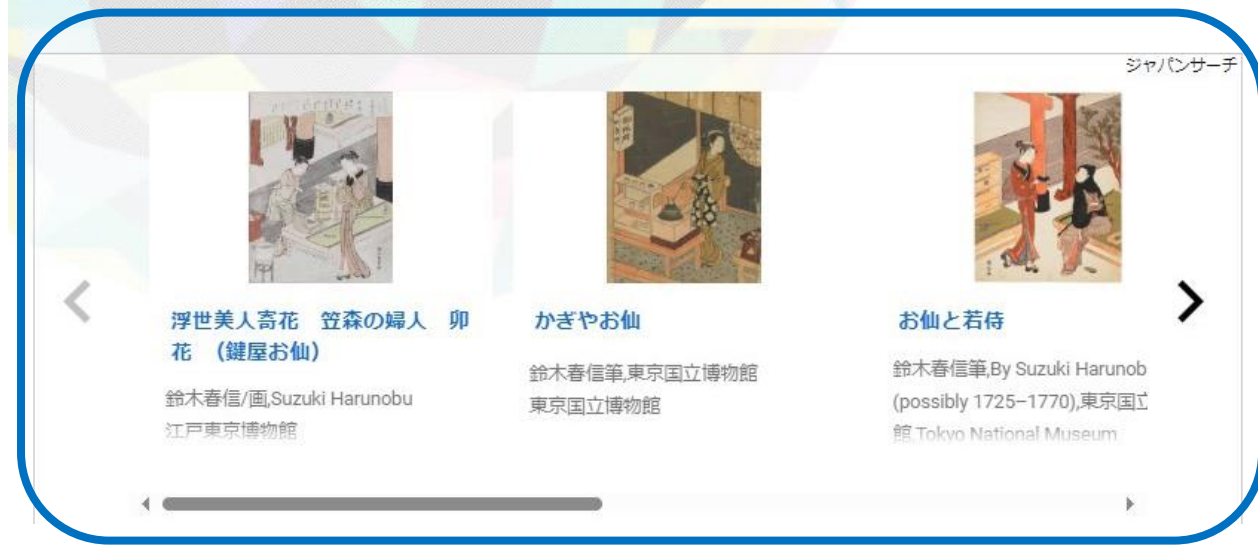 ジャパンサーチ
浮世美人寄花　笠森の婦人　卯
花　（鍵屋お仙）
鈴木春信/画,Suzuki Harunobu
江戸東京博物館
かぎやお仙
鈴木春信筆,東京国立博物館
東京国立博物館
お仙と若侍
鈴木春信筆,By Suzuki Harunob
(possibly 1725–1770),東京国立
館,Tokyo National Museum